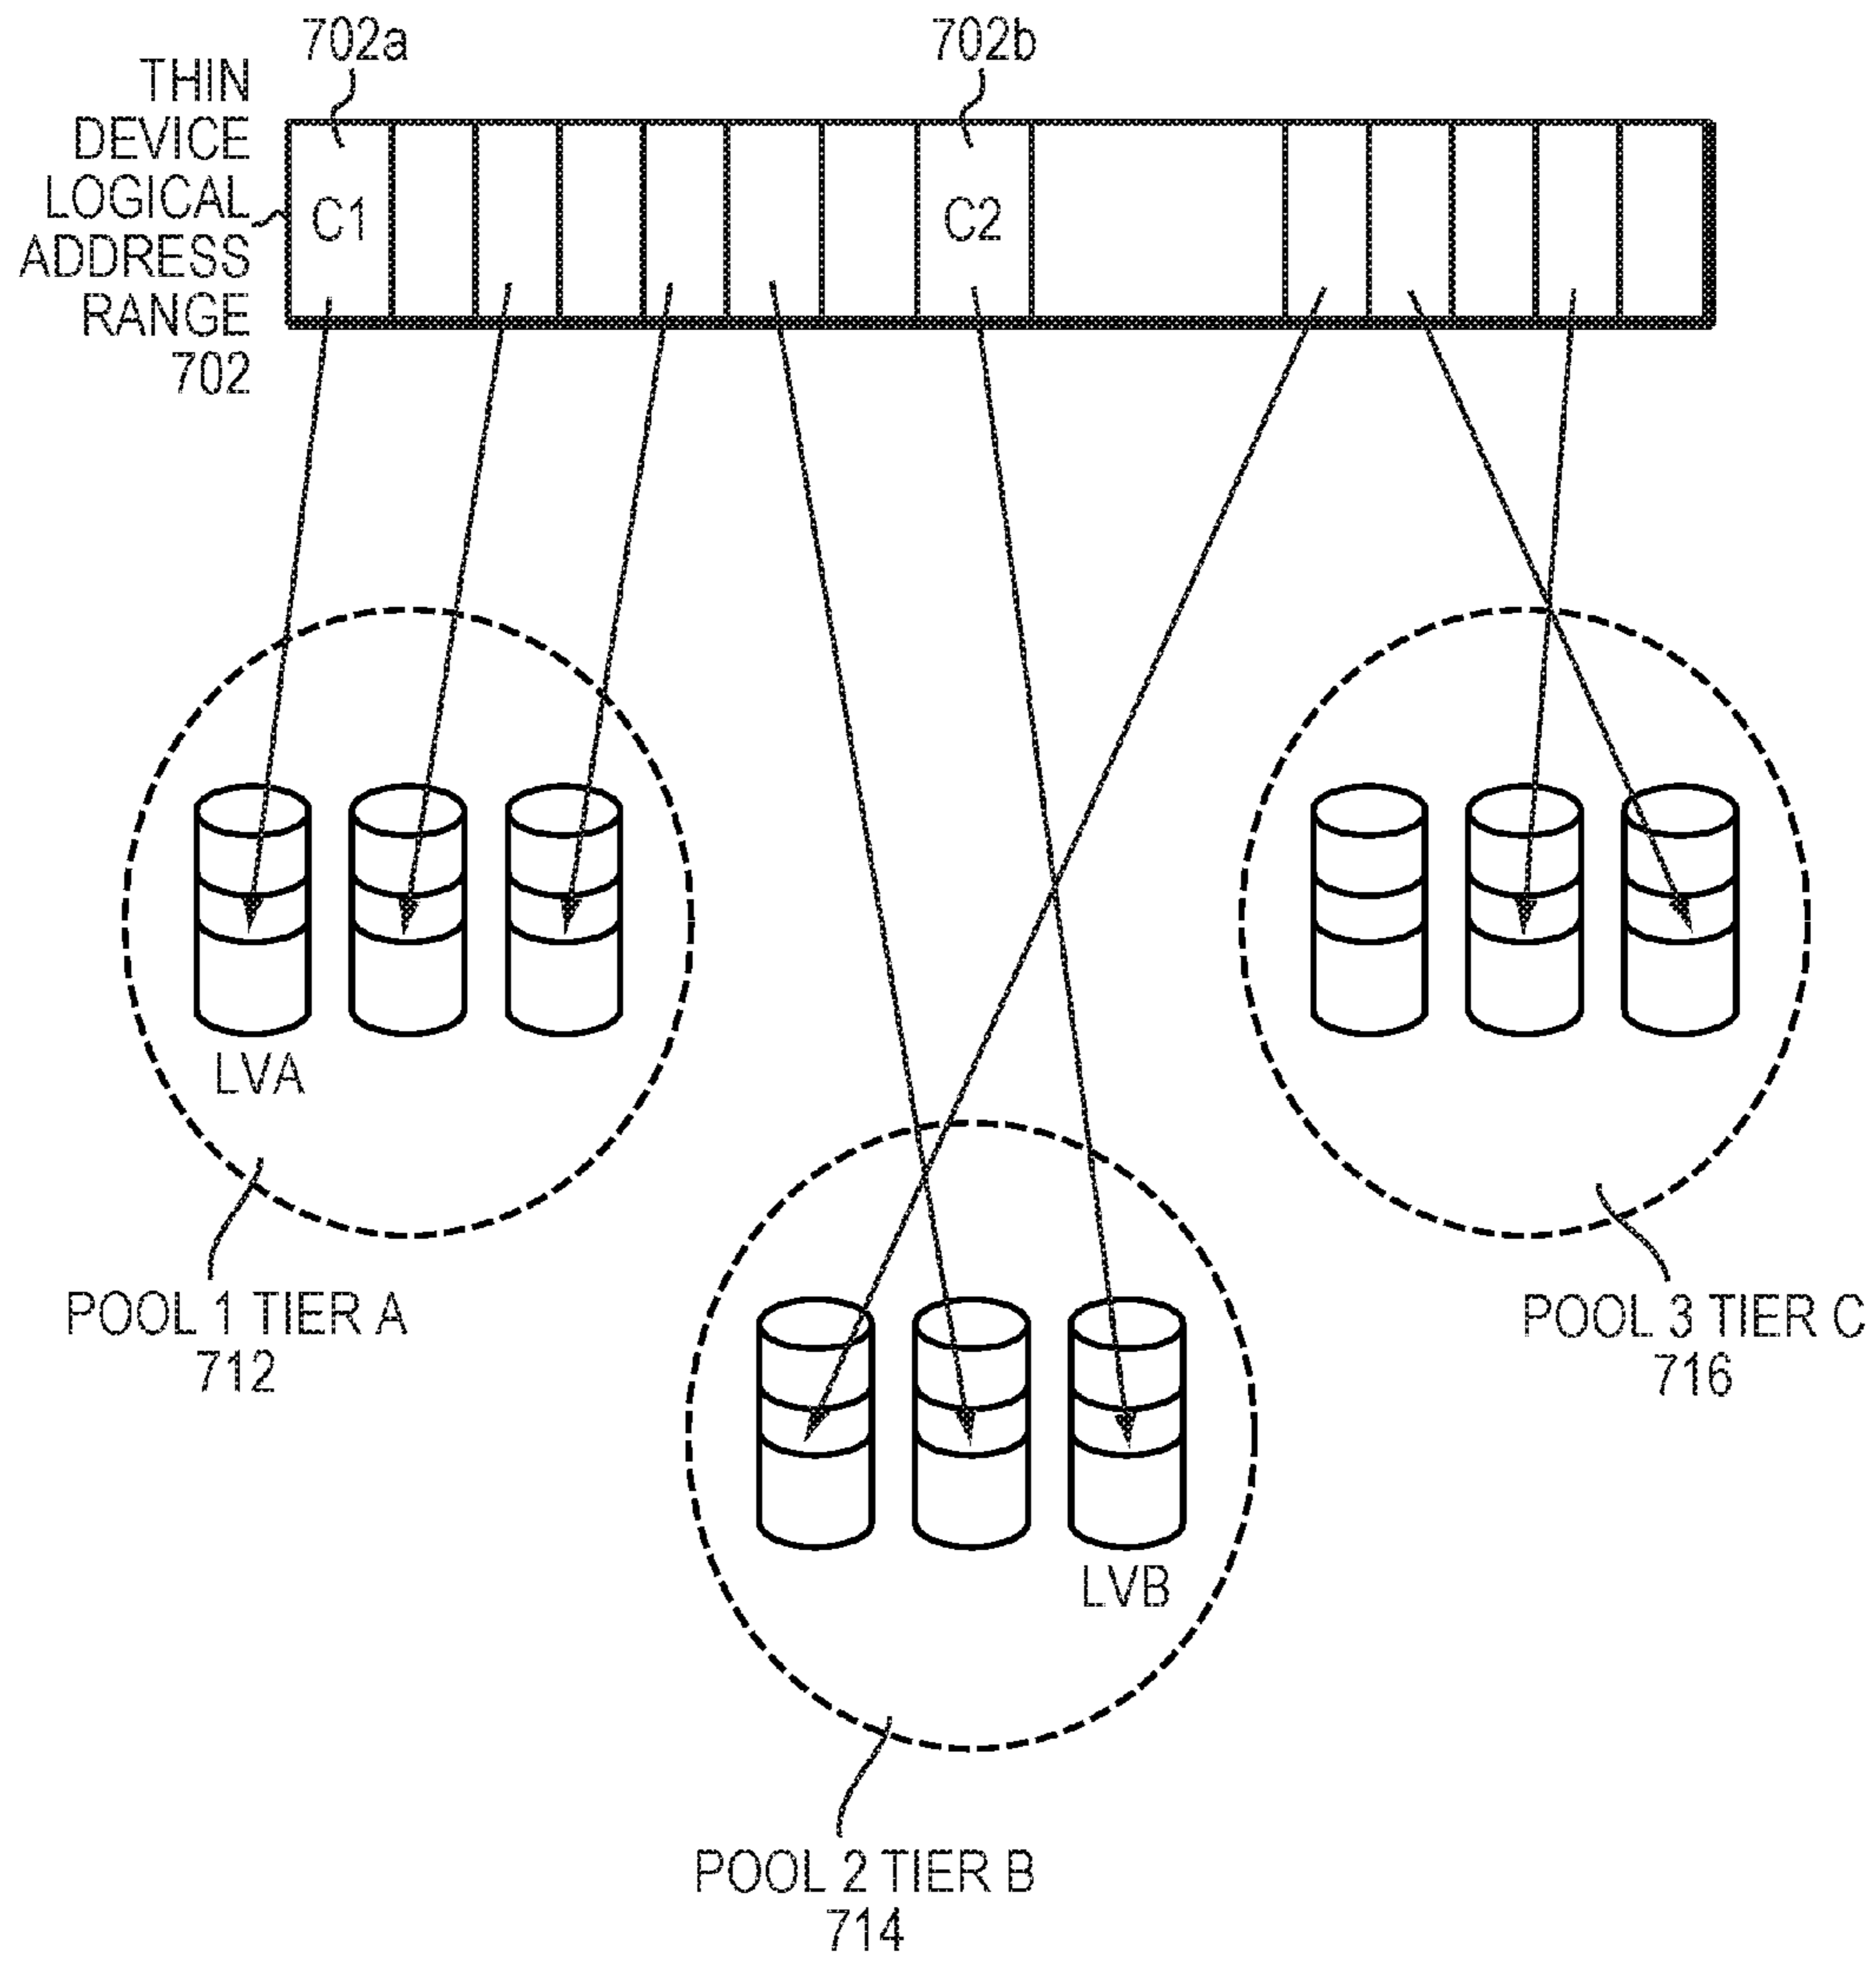 702a
702b
THIN
DEVICE
LOGICAL
ADDRESS
RANGE
702
C1
C2
LVA
POOL 1 TIER A
712
POOL 3 TIER C
716
LVB
POOL 2 TIER B
714